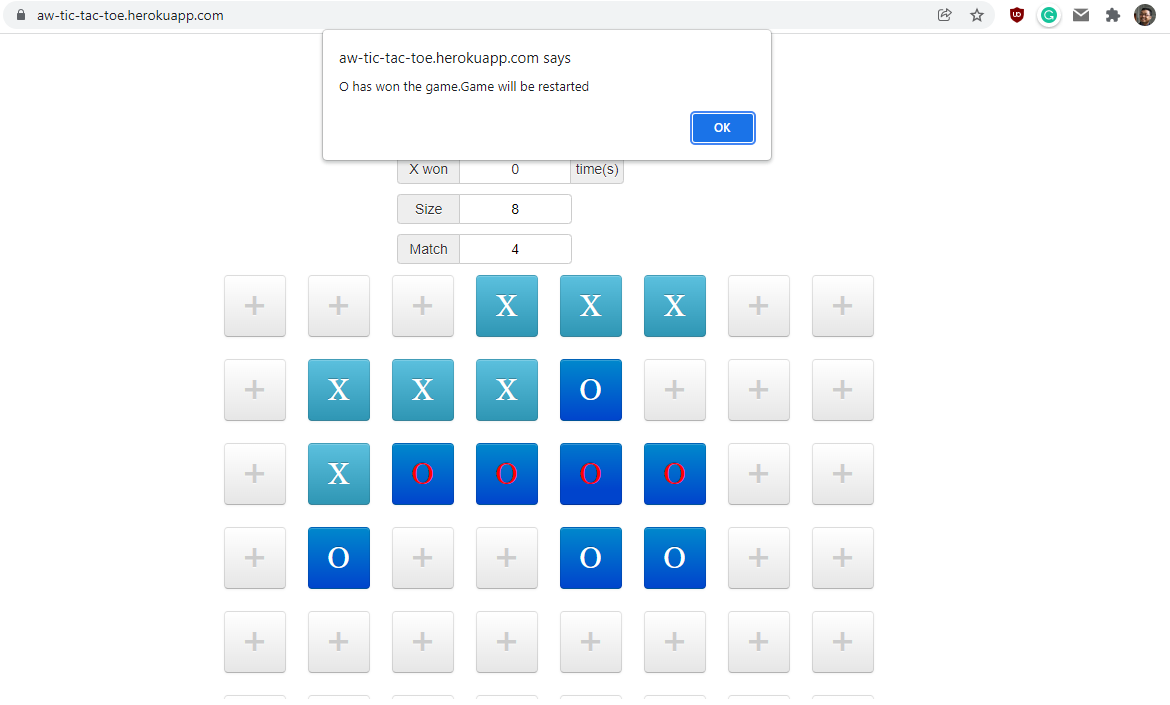 aw-tic-tac-toe.herokuapp.com
aw-tic-tac-toe.herokuapp.com says
O has won the game.Game will be restarted
OK
X won 0 time(s)
Size 8
Match 4
+ + + X X X + +
+ X X X O + + +
+ X O O O O + +
+ O + + O O + +
+ + + + + + + +